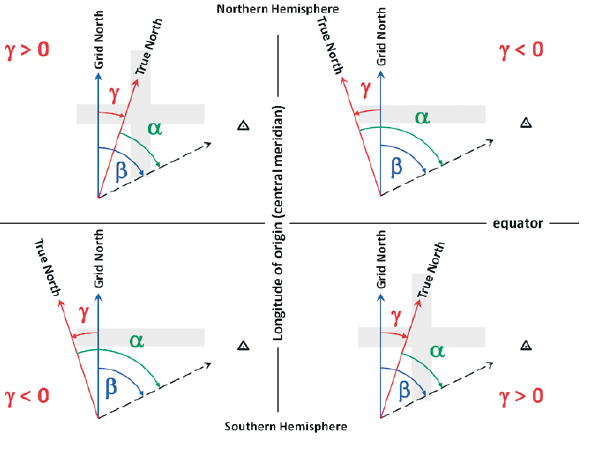 Northern Hemisphere
γ > 0
Grid North
True North
γ
α
β
True North
Grid North
γ < 0
γ
α
β
Longitude of origin (central meridian)
equator
True North
Grid North
γ
α
β
γ < 0
Grid North
True North
γ
α
β
γ > 0
Southern Hemisphere